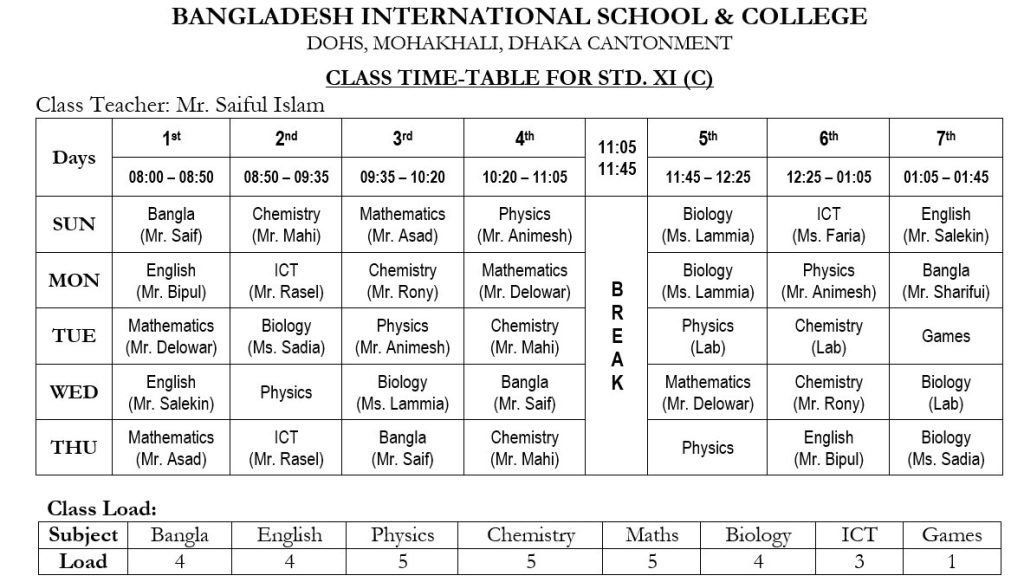 BANGLADESH INTERNATIONAL SCHOOL & COLLEGE
DOHS, MOHAKHALI, DHAKA CANTONMENT
CLASS TIME-TABLE FOR STD. XI (C)
Class Teacher: Mr. Saiful Islam
Days 1st 2nd 3rd 4th 11:05 11:45 5th 6th 7th
08:00 – 08:50 08:50 – 09:35 09:35 – 10:20 10:20 – 11:05 11:45 – 12:25 12:25 – 01:05 01:05 – 01:45
SUN Bangla (Mr. Saif) Chemistry (Mr. Mahi) Mathematics (Mr. Asad) Physics (Mr. Animesh) BREAK Biology (Ms. Lammia) ICT (Ms. Faria) English (Mr. Salekin)
MON English (Mr. Bipul) ICT (Mr. Rasel) Chemistry (Mr. Rony) Mathematics (Mr. Delowar) Biology (Ms. Lammia) Physics (Mr. Animesh) Bangla (Mr. Sharifui)
TUE Mathematics (Mr. Delowar) Biology (Ms. Sadia) Physics (Mr. Animesh) Chemistry (Mr. Mahi) Physics (Lab) Chemistry (Lab) Games
WED English (Mr. Salekin) Physics Biology (Ms. Lammia) Bangla (Mr. Saif) Mathematics (Mr. Delowar) Chemistry (Mr. Rony) Biology (Lab)
THU Mathematics (Mr. Asad) ICT (Mr. Rasel) Bangla (Mr. Saif) Chemistry (Mr. Mahi) Physics English (Mr. Bipul) Biology (Ms. Sadia)
Class Load:
Subject Bangla English Physics Chemistry Maths Biology ICT Games
Load 4 4 5 5 5 4 3 1